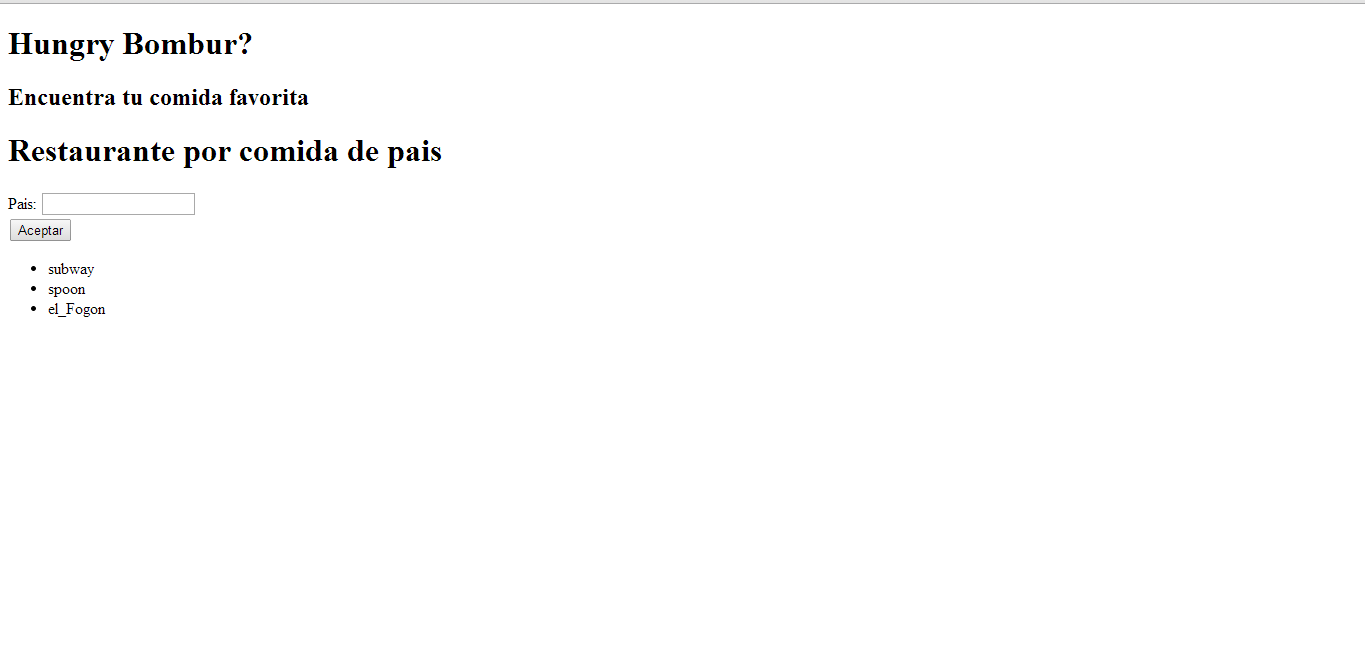 Hungry Bombur?
Encuentra tu comida favorita
Restaurante por comida de pais
Pais:
Aceptar
subway
spoon
el_Fogon